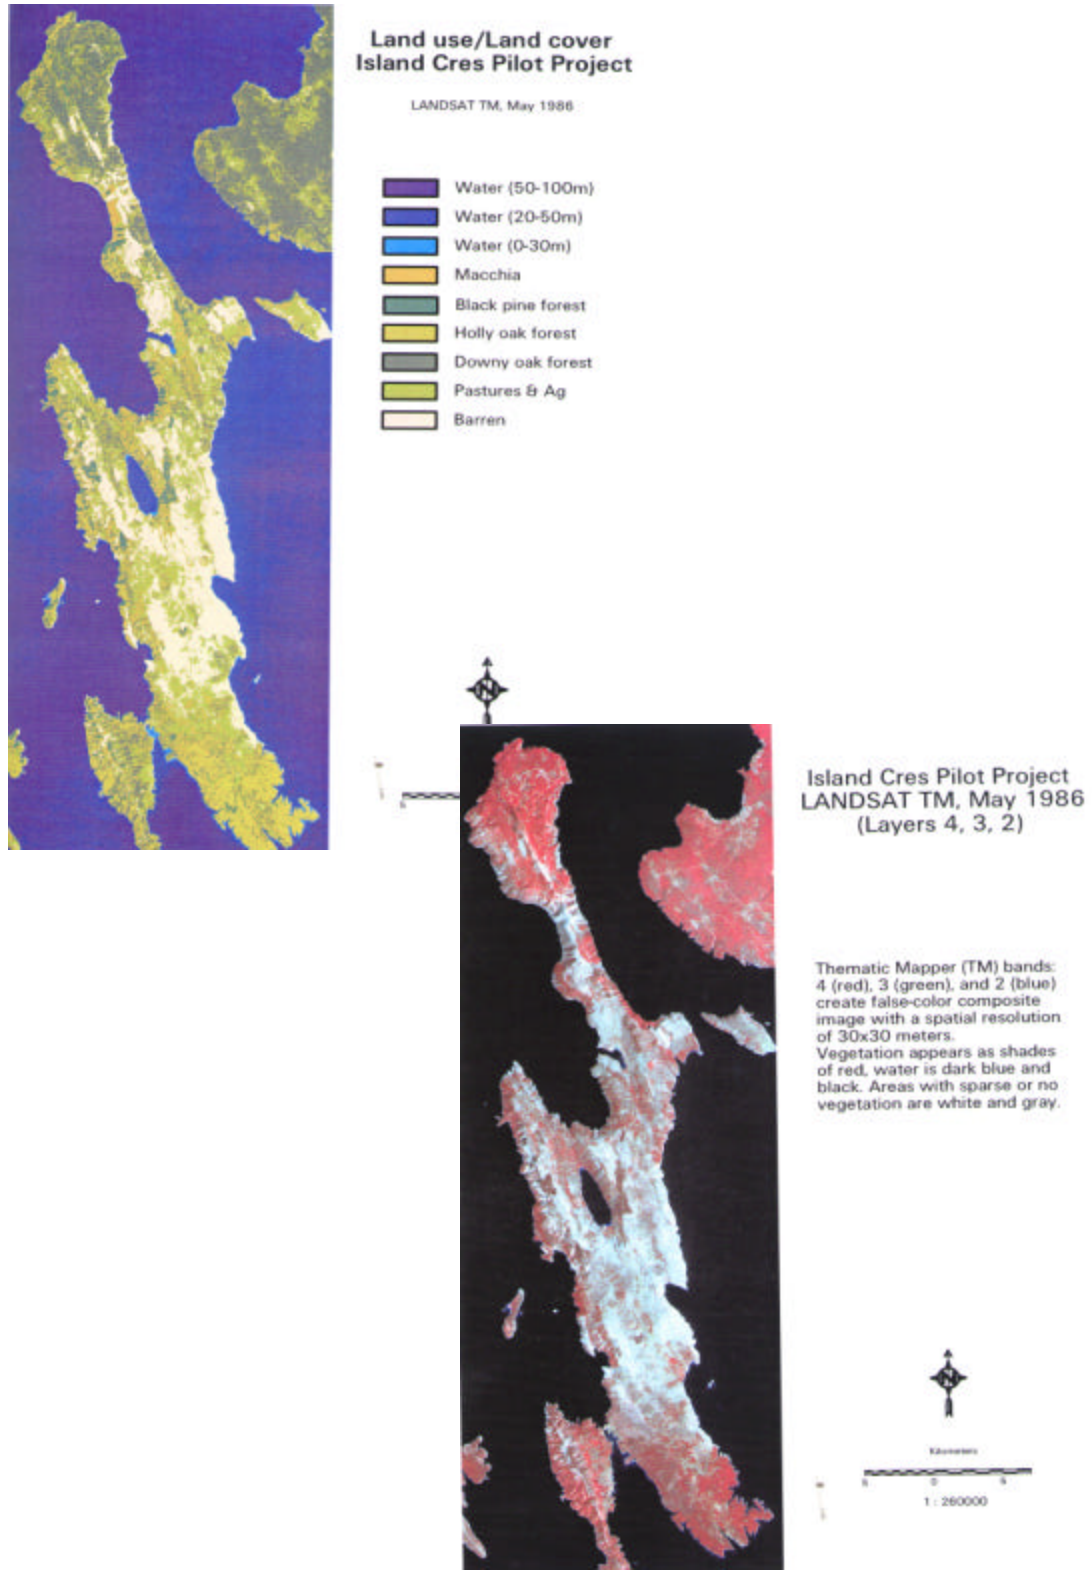 Land use/Land cover
Island Cres Pilot Project
LANDSAT TM, May 1986
Water (50-100m)
Water (20-50m)
Water (0-30m)
Macchia
Black pine forest
Holly oak forest
Downy oak forest
Pastures & Ag
Barren
N
5
Island Cres Pilot Project
LANDSAT TM, May 1986
(Layers 4, 3, 2)
Thematic Mapper (TM) bands:
4 (red), 3 (green), and 2 (blue)
create false-color composite
image with a spatial resolution
of 30x30 meters.
Vegetation appears as shades
of red, water is dark blue and
black. Areas with sparse or no
vegetation are white and gray.
N
Kilometers
5 0 5
1 : 260000